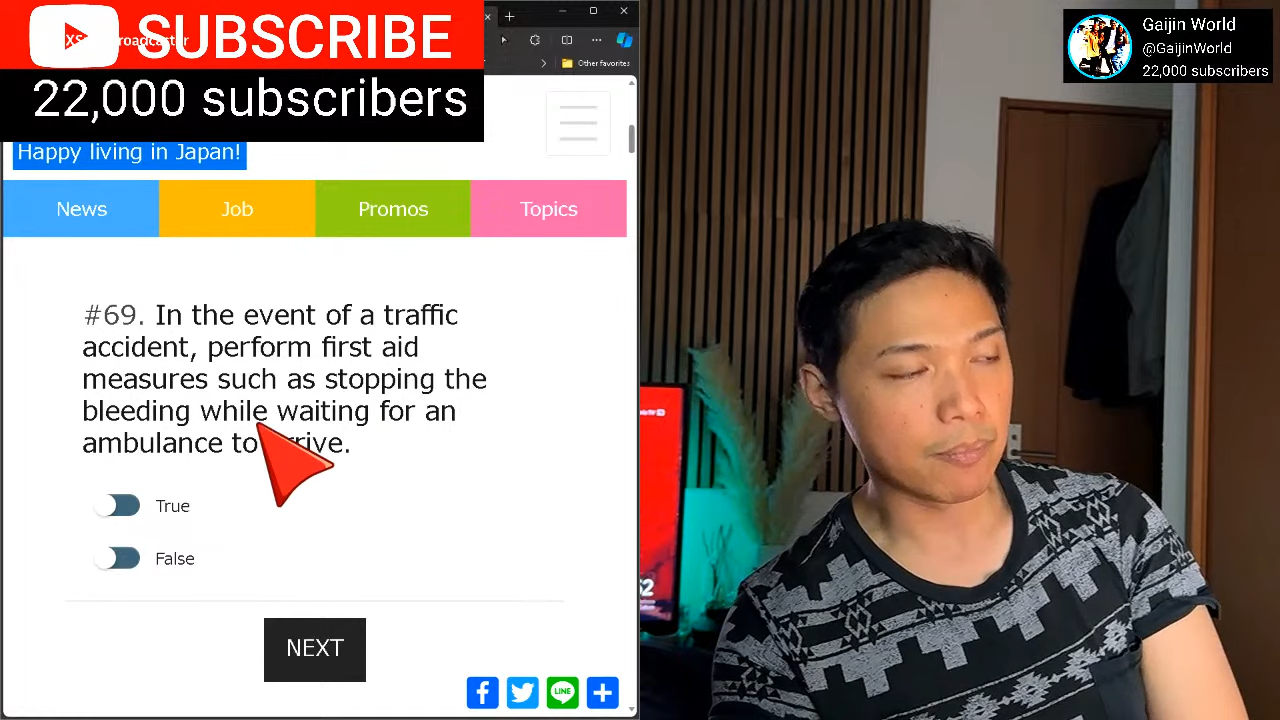 SUBSCRIBE
22,000 subscribers
Happy living in Japan!
Other favorites
Gaijin World
@GaijinWorld
22,000 subscribers
News
Job
Promos
Topics
#69. In the event of a traffic
accident, perform first aid
measures such as stopping the
bleeding while waiting for an
ambulance to arrive.
True
False
NEXT
LINE